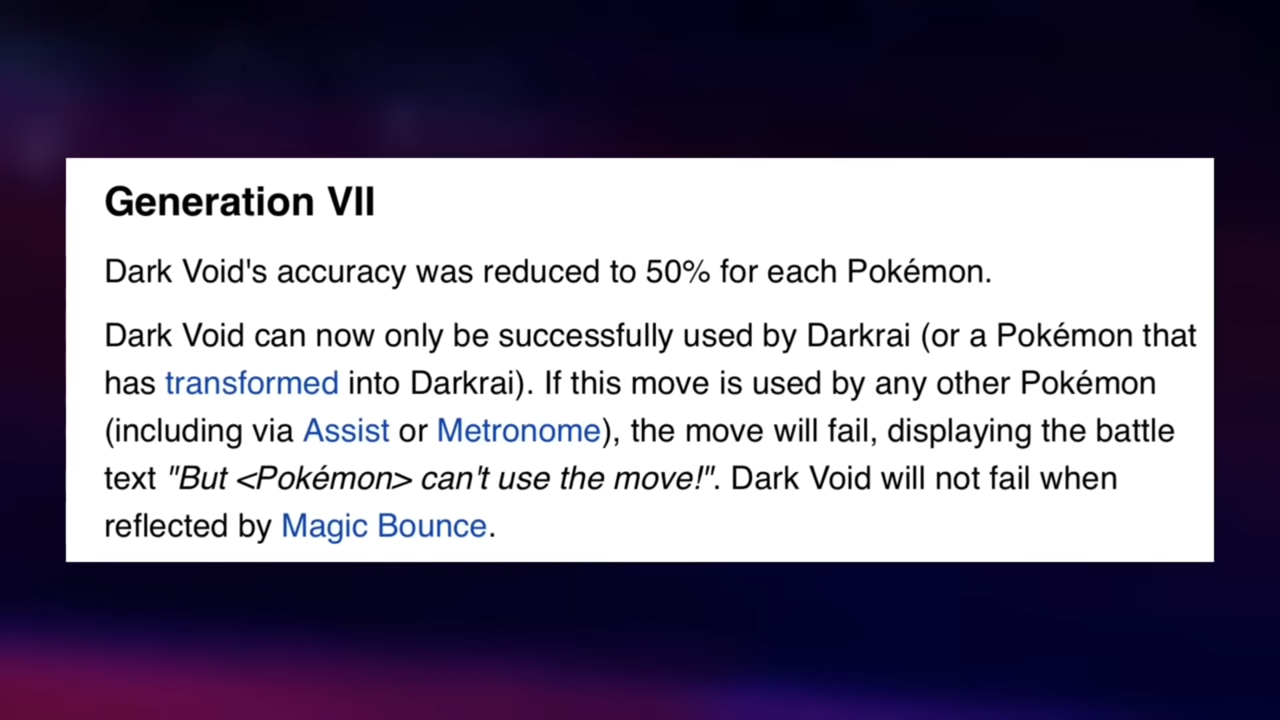 Generation VII
Dark Void's accuracy was reduced to 50% for each Pokémon.
Dark Void can now only be successfully used by Darkrai (or a Pokémon that
has transformed into Darkrai). If this move is used by any other Pokémon
(including via Assist or Metronome), the move will fail, displaying the battle
text "But <Pokémon> can't use the move!". Dark Void will not fail when
reflected by Magic Bounce.